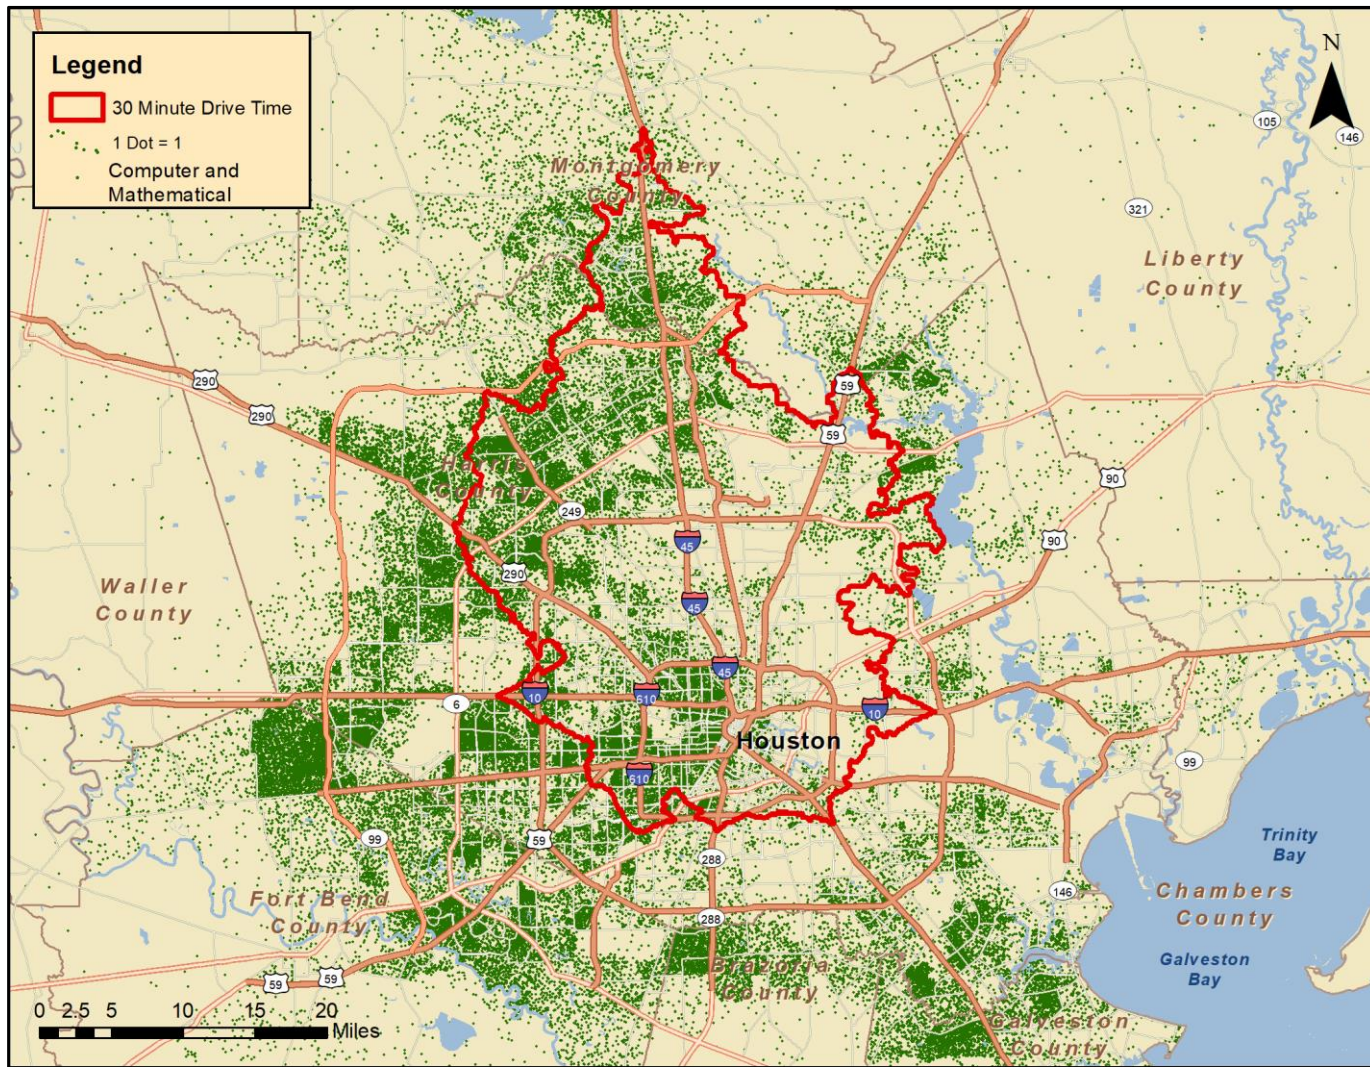 Legend
30 Minute Drive Time
1 Dot = 1
Computer and
Mathematical
N
105
146
Montgomery
County
321
Liberty
County
290
290
59
59
Harris
County
249
90
90
45
290
Waller
County
45
45
10
610
6
10
Houston
99
610
Trinity
Bay
99
59
288
146
Chambers
County
Fort Bend
County
288
Galveston
Bay
Brazoria
County
59
59
0 2.5 5 10 15 20
Miles
Galveston
County